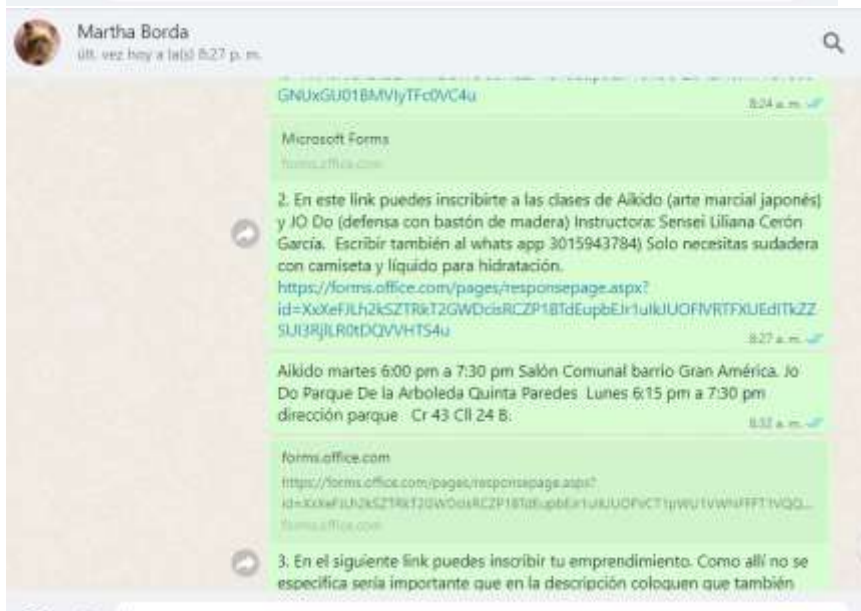 Martha Borda
últ. vez hoy a la(s) 8:27 p. m.
GNUxGU01BMVIyTFc0VC4u
8:24 a. m.
Microsoft Forms
forms.office.com
2. En este link puedes inscribirte a las clases de Aikido (arte marcial japonés)
y JO Do (defensa con bastón de madera) Instructora: Sensei Liliana Cerón
García. Escribir también al whats app 3015943784) Solo necesitas sudadera
con camiseta y líquido para hidratación.
https://forms.office.com/pages/responsepage.aspx?
8:27 a. m.
Aikido martes 6:00 pm a 7:30 pm Salón Comunal barrio Gran América. Jo
Do Parque De la Arboleda Quinta Paredes Lunes 6:15 pm a 7:30 pm
dirección parque Cr 43 Cll 24 B.
8:32 a. m.
forms.office.com
https://forms.office.com/pages/responsepage.aspx?
forms.office.com
3. En el siguiente link puedes inscribir tu emprendimiento. Como allí no se
especifica sería importante que en la descripción coloquen que también